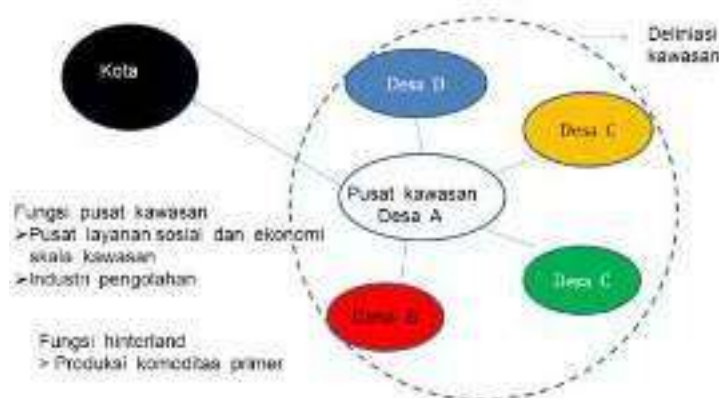 Kota
Desa D
Deliniasi
kawasan
Desa C
Pusat kawasan
Desa A
Fungsi pusat kawasan
➢Pusat layanan sosial dan ekonomi
skala kawasan
➢Industri pengolahan
Desa C
Desa B
Fungsi hinterland
> Produksi komoditas primer